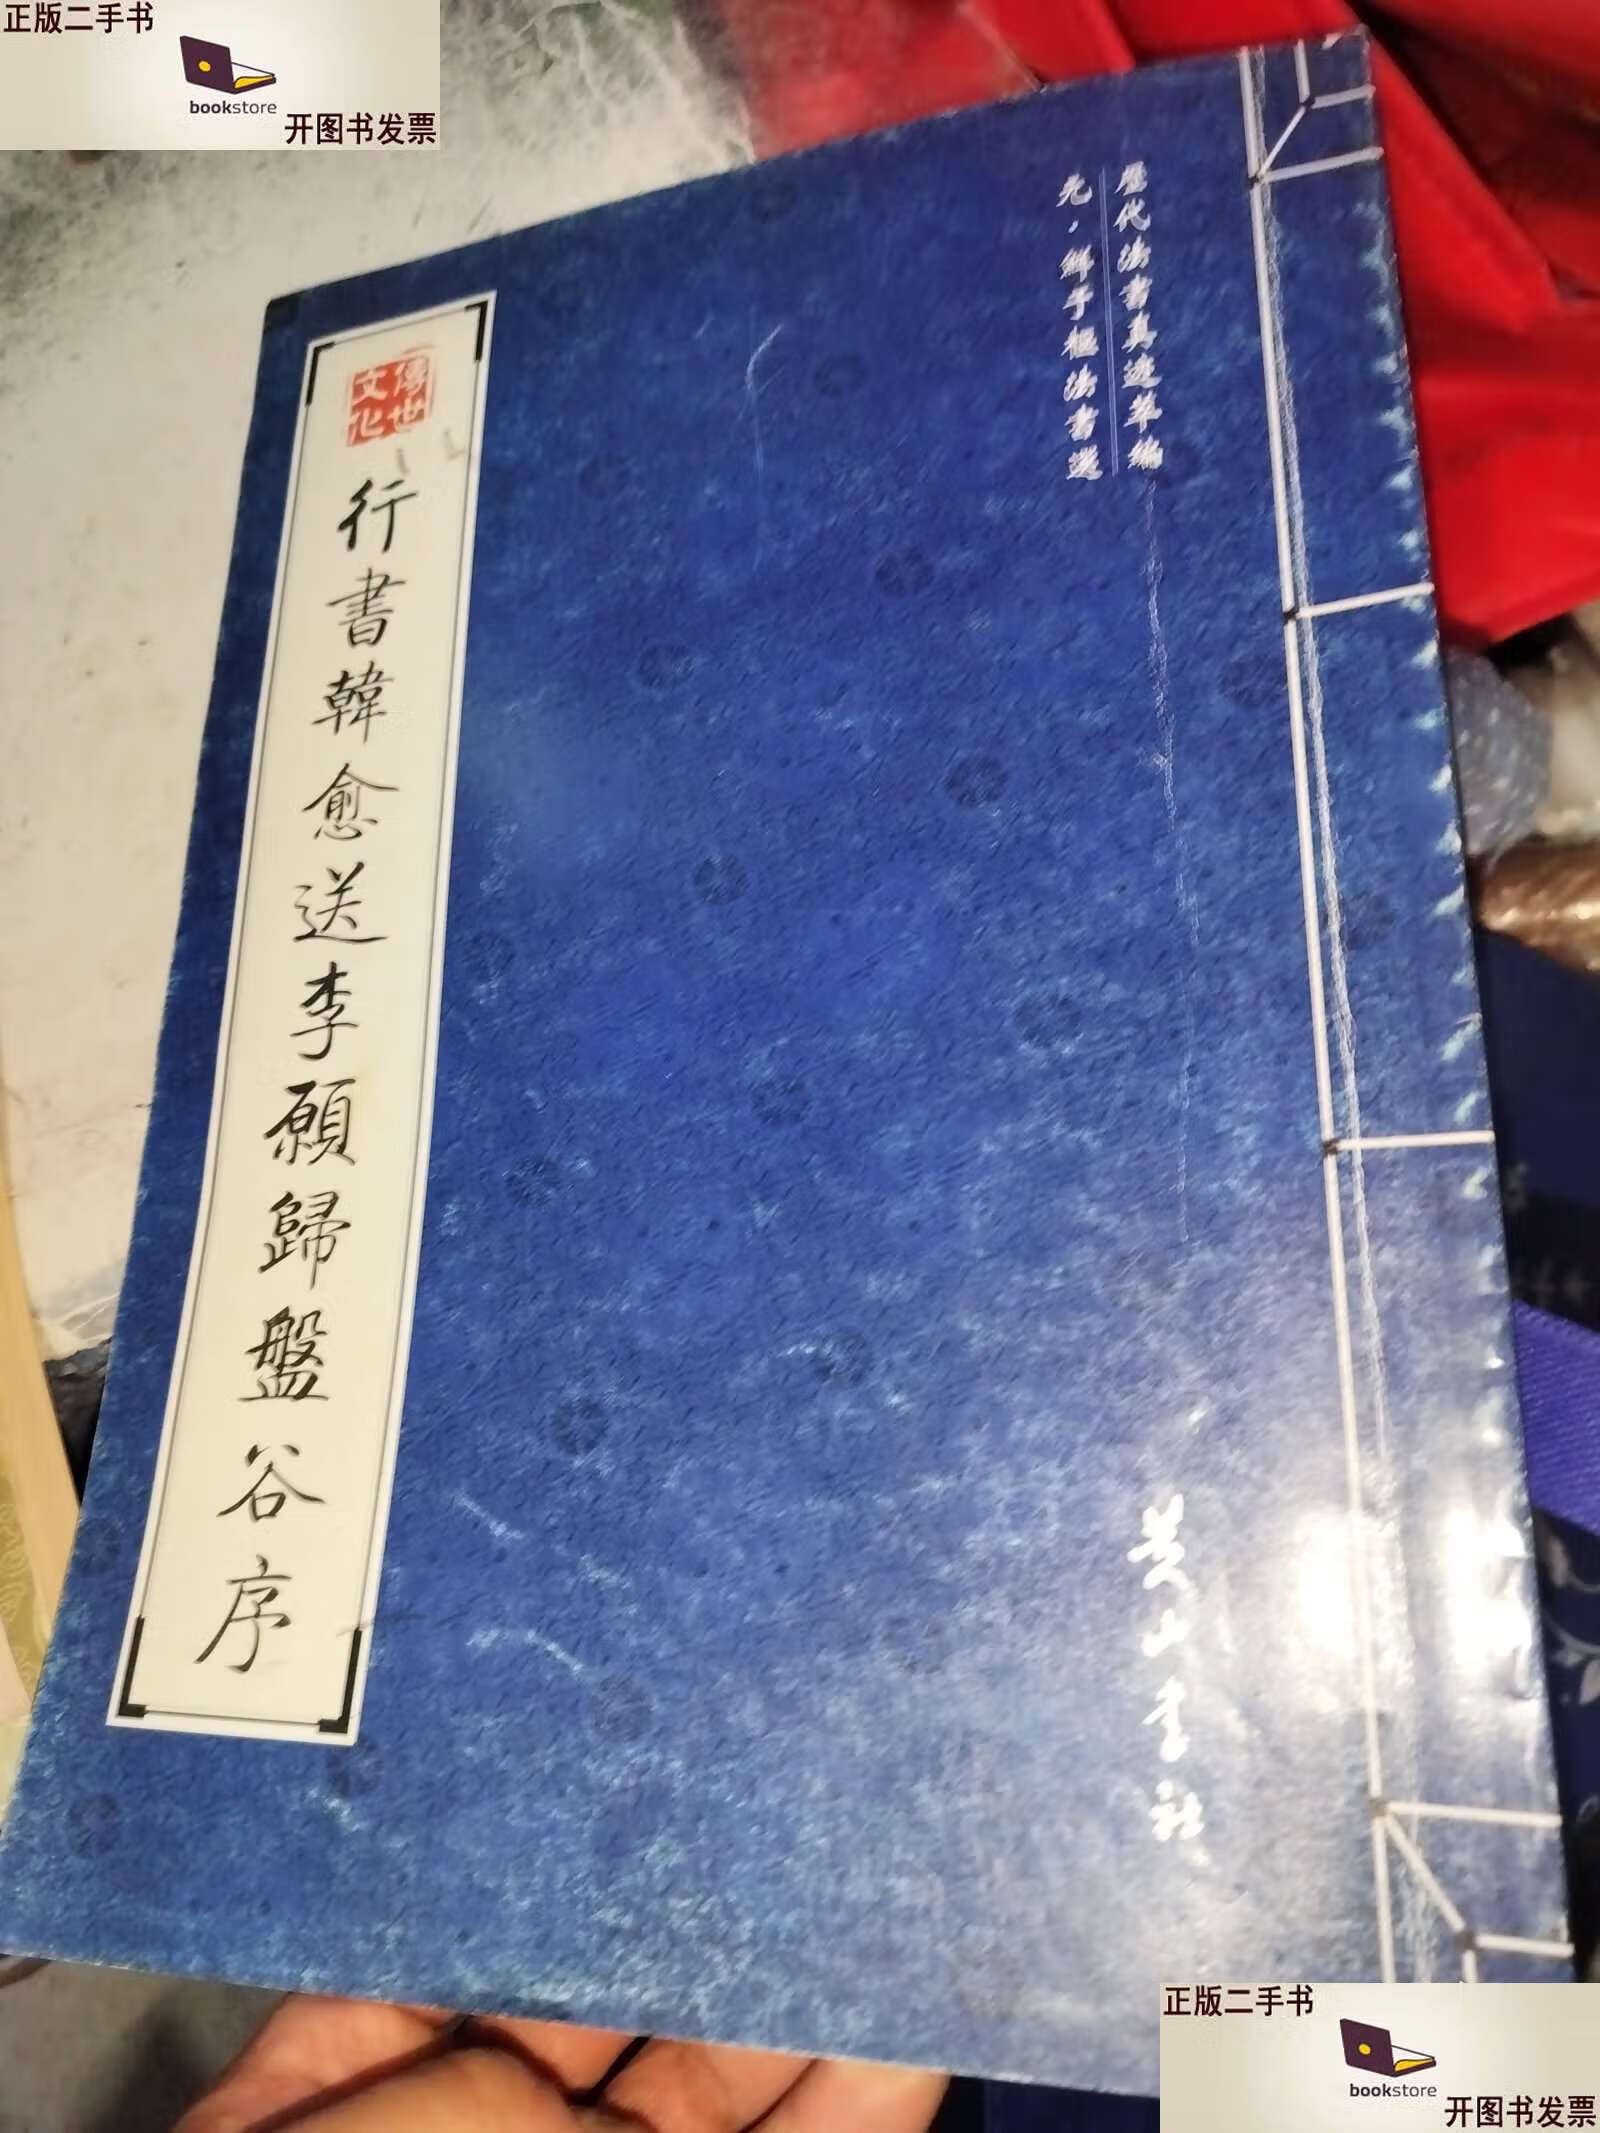 正版二手书
bookstore
开图书发票
歷代法書真迹萃編
元·鮮于樞法書選
傳世
文化
行書韓愈送李願歸盤谷序
黄山書社
正版二手书
bookstore
开图书发票